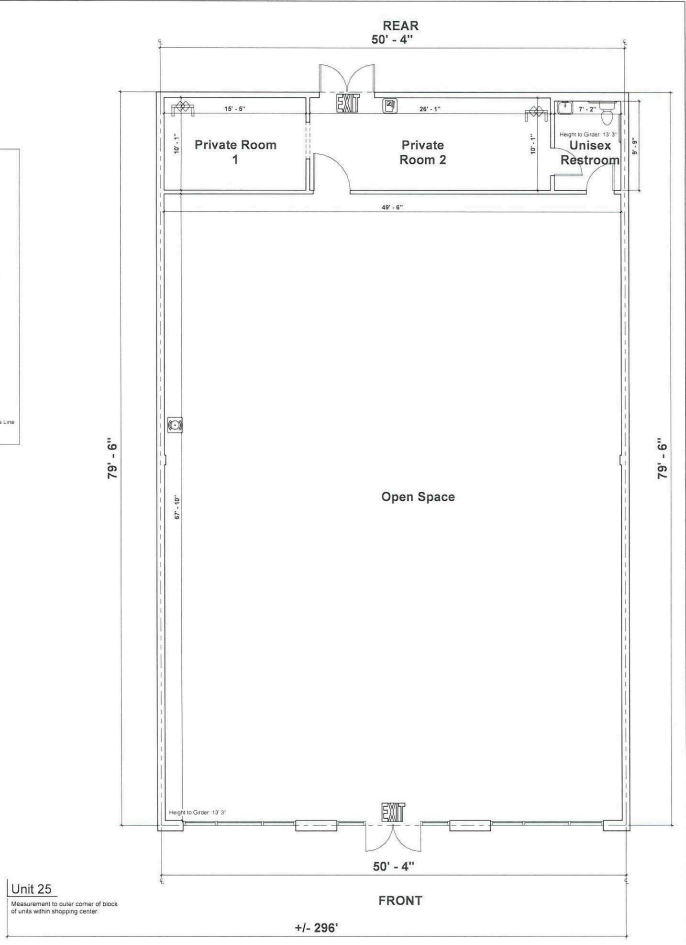 REAR
50' - 4"
EXIT
15' - 5"
26' - 1"
7' - 2"
Height to Girder: 13' 3"
10' - 1"
Private Room
1
Private
Room 2
10' - 1"
Unisex
Restroom
9' - 9"
49' - 6"
s Line
79' - 6"
67' - 10"
Open Space
79' - 6"
Height to Girder: 13' 3"
EXIT
50' - 4"
FRONT
Unit 25
Measurement to outer corner of block
of units within shopping center.
+/- 296'